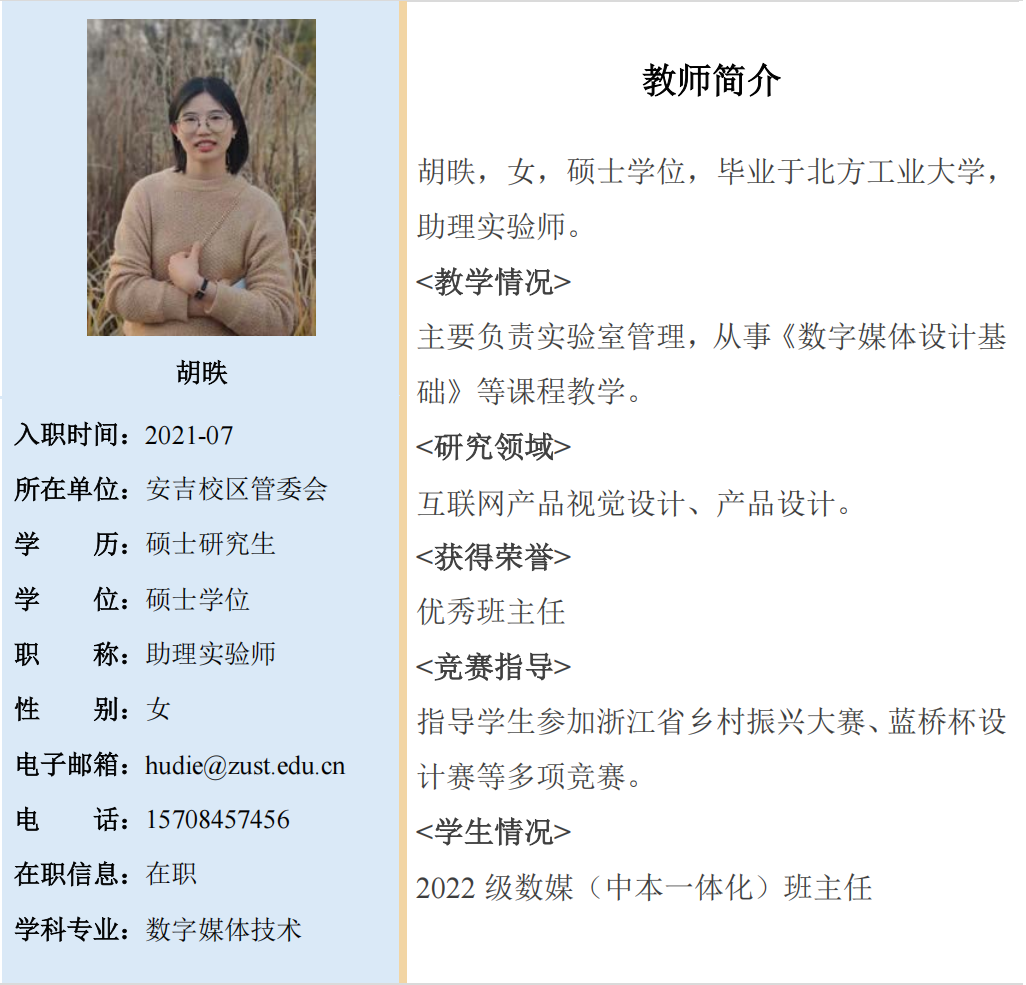 胡昳
入职时间：2021-07
所在单位：安吉校区管委会
学　　历：硕士研究生
学　　位：硕士学位
职　　称：助理实验师
性　　别：女
电子邮箱：hudie@zust.edu.cn
电　　话：15708457456
在职信息：在职
学科专业：数字媒体技术
教师简介
胡昳，女，硕士学位，毕业于北方工业大学，
助理实验师。
<教学情况>
主要负责实验室管理，从事《数字媒体设计基
础》等课程教学。
<研究领域>
互联网产品视觉设计、产品设计。
<获得荣誉>
优秀班主任
<竞赛指导>
指导学生参加浙江省乡村振兴大赛、蓝桥杯设
计赛等多项竞赛。
<学生情况>
2022 级数媒（中本一体化）班主任